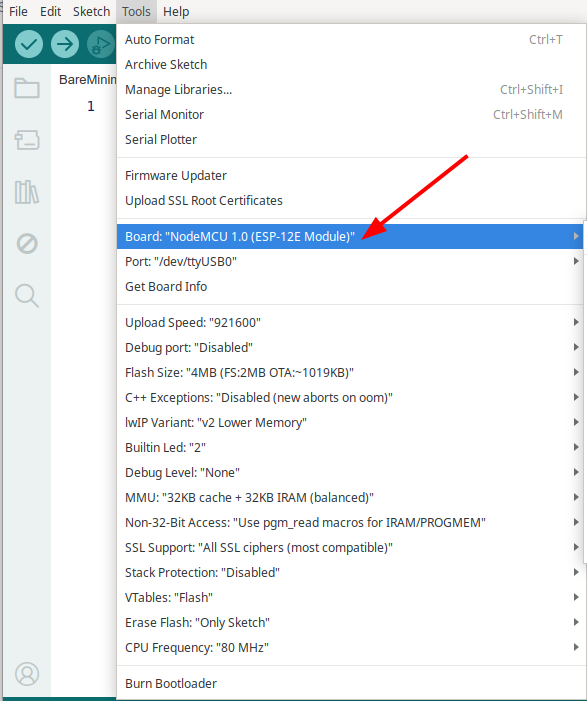 File Edit Sketch Tools Help
Auto Format Ctrl+T
Archive Sketch
Manage Libraries... Ctrl+Shift+I
Serial Monitor Ctrl+Shift+M
Serial Plotter
BareMinim
1
Firmware Updater
Upload SSL Root Certificates
Board: "NodeMCU 1.0 (ESP-12E Module)"
Port: "/dev/ttyUSB0"
Get Board Info
Upload Speed: "921600"
Debug port: "Disabled"
Flash Size: "4MB (FS:2MB OTA:~1019KB)"
C++ Exceptions: "Disabled (new aborts on oom)"
lwIP Variant: "v2 Lower Memory"
Builtin Led: "2"
Debug Level: "None"
MMU: "32KB cache + 32KB IRAM (balanced)"
Non-32-Bit Access: "Use pgm_read macros for IRAM/PROGMEM"
SSL Support: "All SSL ciphers (most compatible)"
Stack Protection: "Disabled"
VTables: "Flash"
Erase Flash: "Only Sketch"
CPU Frequency: "80 MHz"
Burn Bootloader